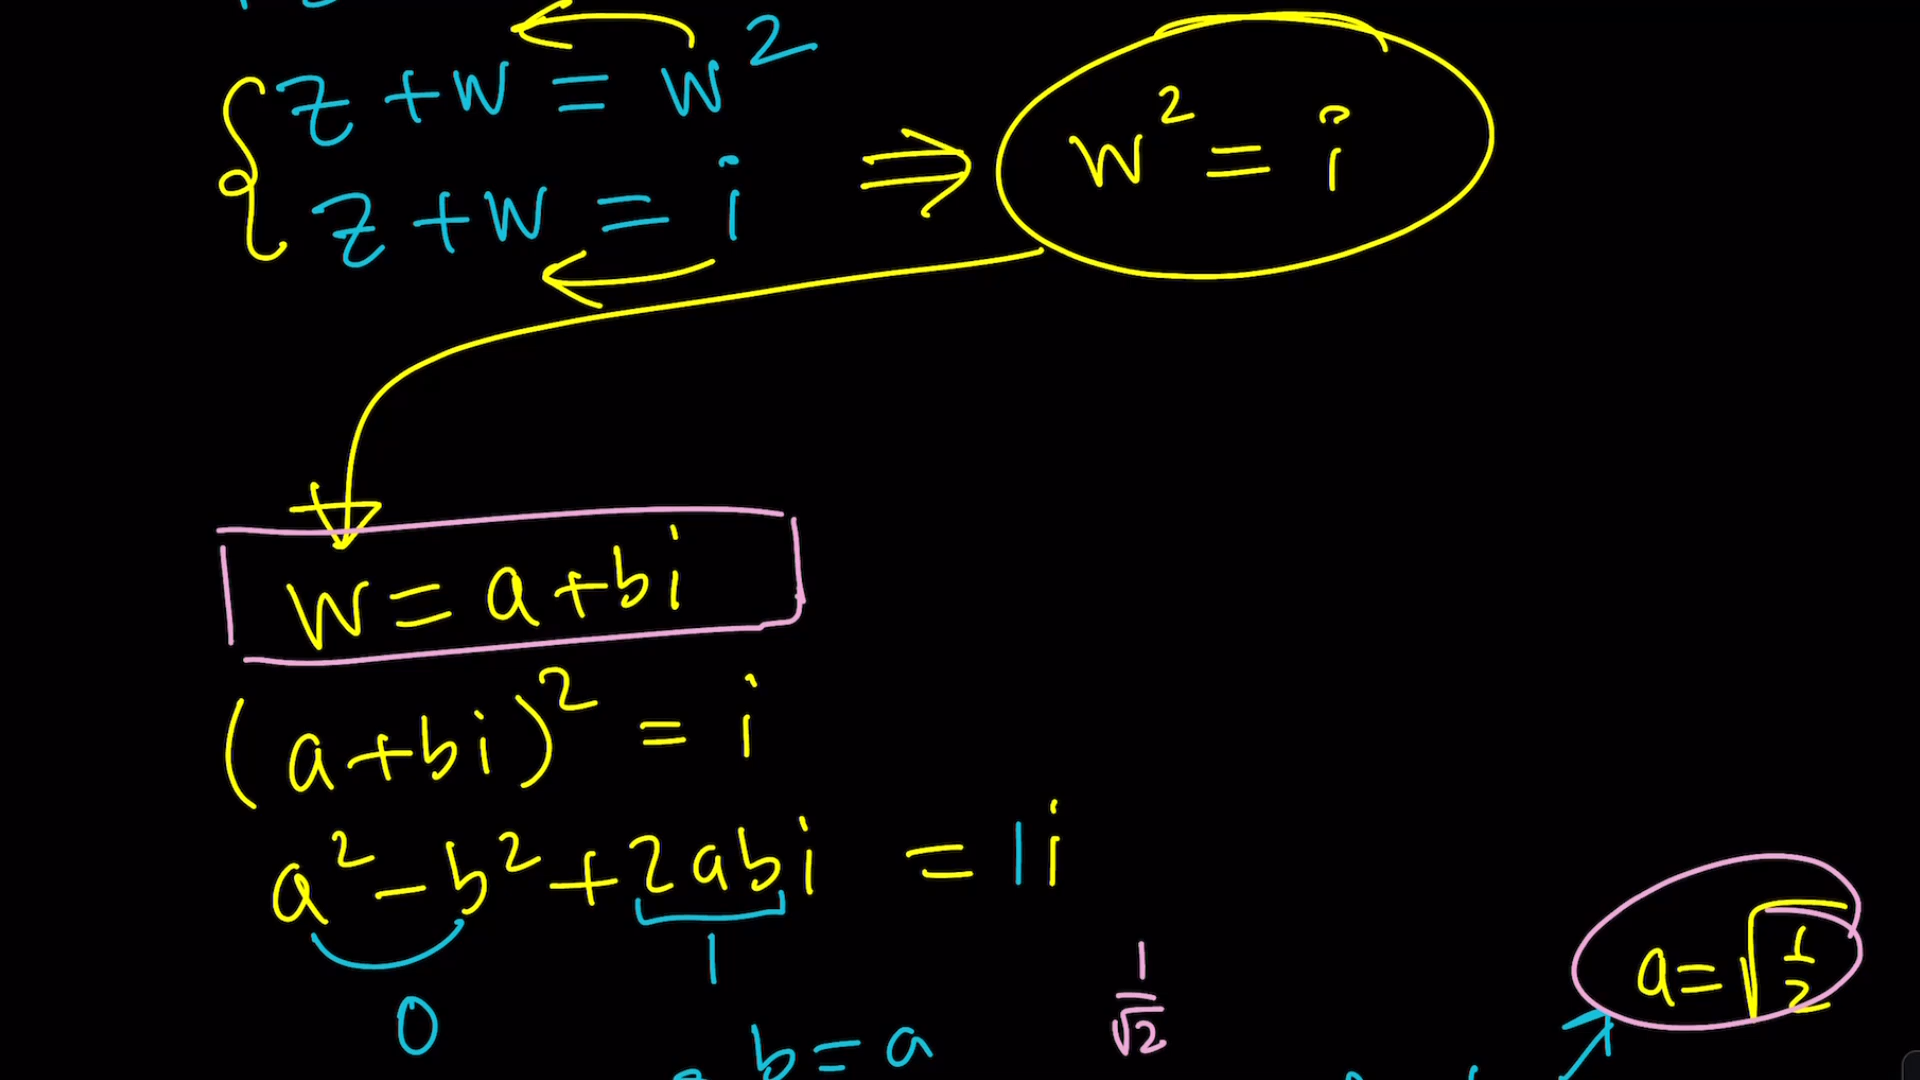 z + w = w²
z + w = i ⇒ w² = i
w = a + bi
(a + bi)² = i
a² - b² + 2abi = 1i
0 1
1/√2
a = √(1/2)
b = a